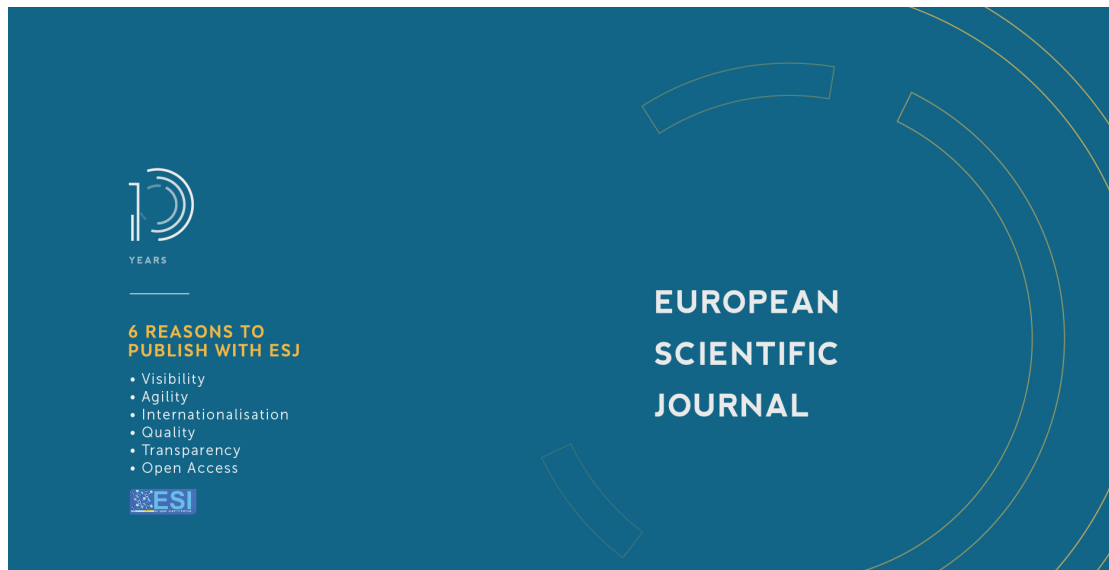 10
YEARS
6 REASONS TO
PUBLISH WITH ESJ
• Visibility
• Agility
• Internationalisation
• Quality
• Transparency
• Open Access
ESI
EUROPEAN
SCIENTIFIC
JOURNAL